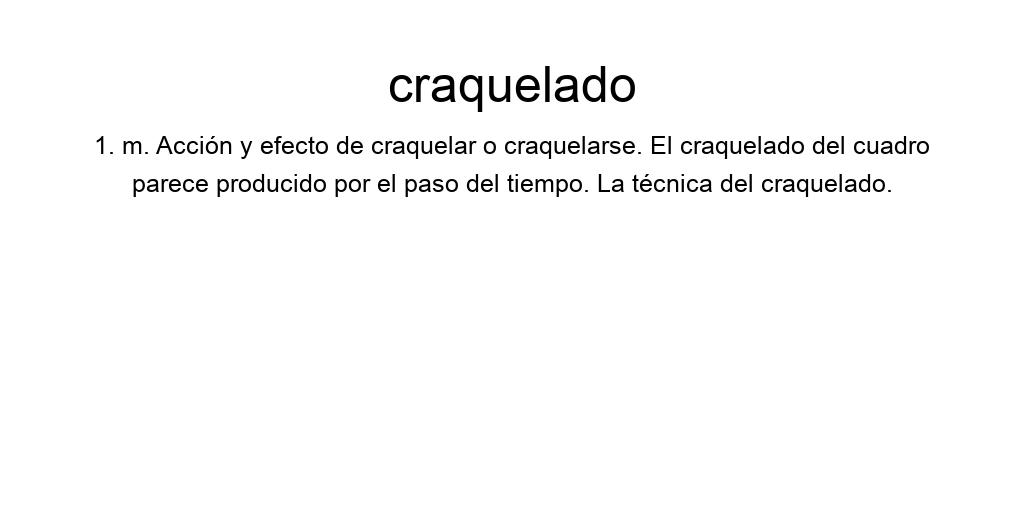 craquelado
1. m. Acción y efecto de craquelar o craquelarse. El craquelado del cuadro
parece producido por el paso del tiempo. La técnica del craquelado.